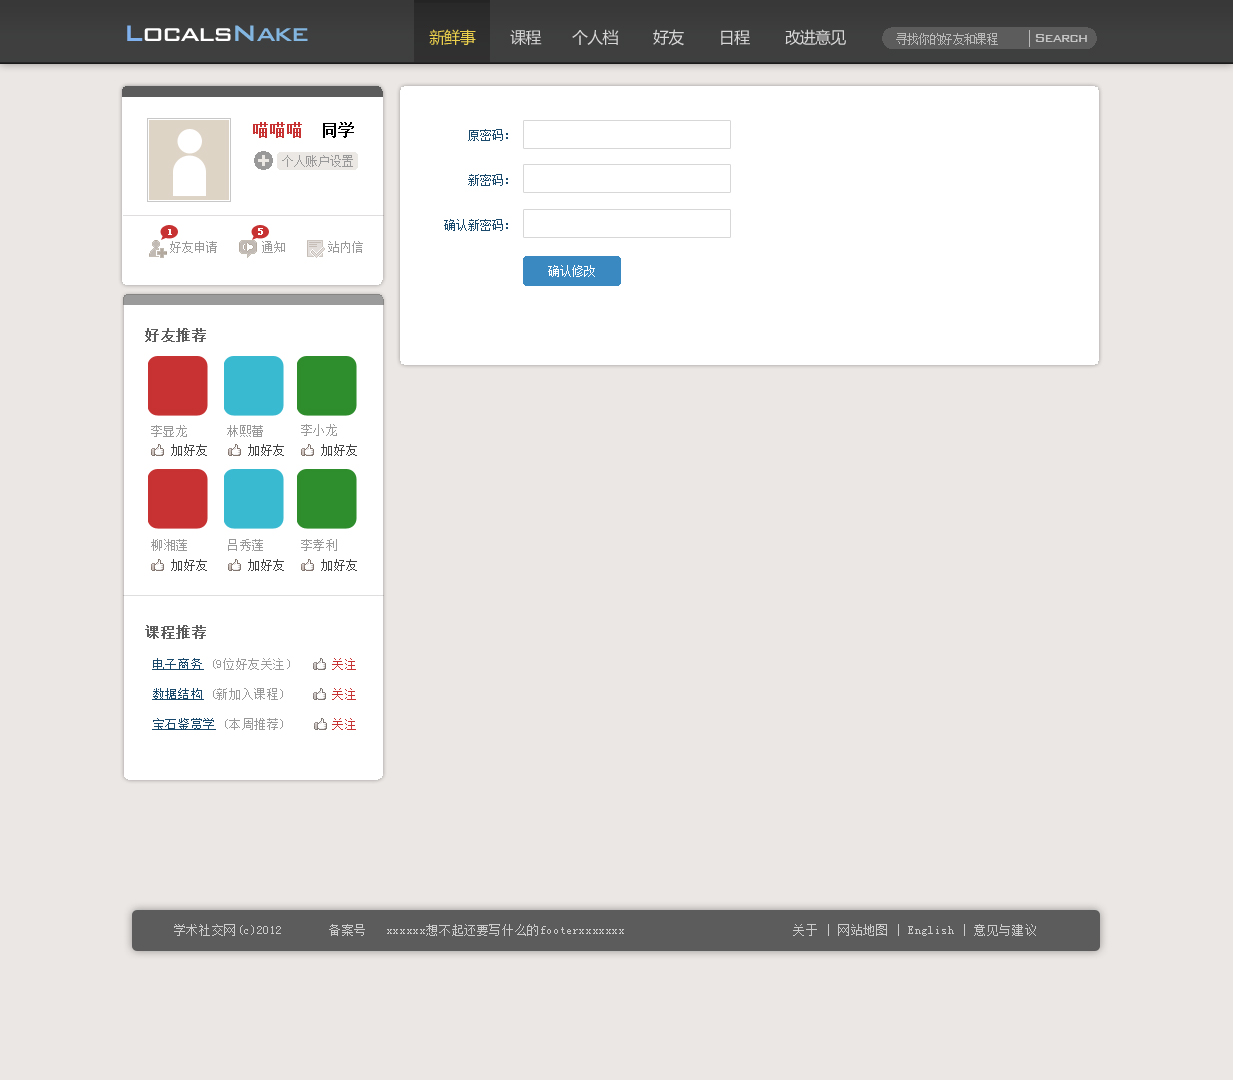 LOCALSNAKE
新鲜事 课程 个人档 好友 日程 改进意见 寻找你的好友和课程 SEARCH
喵喵喵 同学
个人账户设置
1 好友申请 5 通知 站内信
原密码：
新密码：
确认新密码：
确认修改
好友推荐
李显龙 林熙蕾 李小龙
加好友 加好友 加好友
柳湘莲 吕秀莲 李孝利
加好友 加好友 加好友
课程推荐
电子商务 (9位好友关注) 关注
数据结构 (新加入课程) 关注
宝石鉴赏学 (本周推荐) 关注
学术社交网(c)2012 备案号 xxxxxx想不起还要写什么的footerxxxxxxx 关于 | 网站地图 | English | 意见与建议